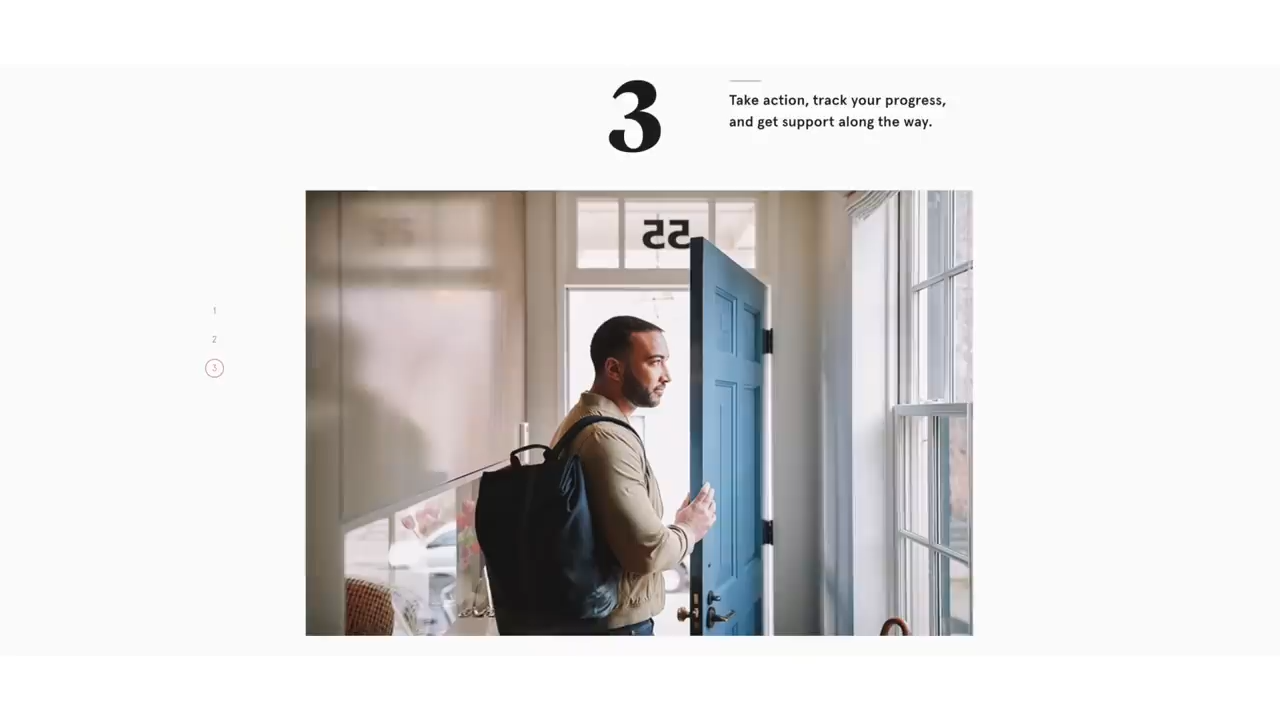 3
Take action, track your progress,
and get support along the way.
55
1
2
3